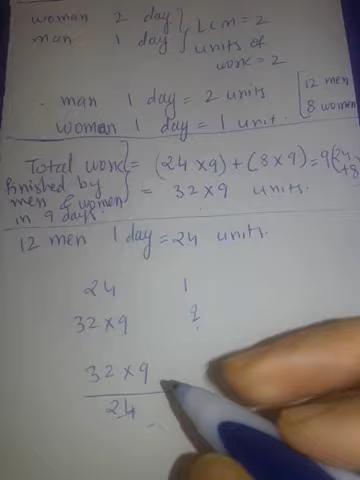 woman 2 day
man 1 day
LCM = 2
units of
work = 2
man 1 day = 2 units
woman 1 day = 1 unit.
12 men
8 women
Total work finished by men & women in 9 days = (24 × 9) + (8 × 9) = 9(24 + 8
= 32 × 9 units.
12 men 1 day = 24 units.
24 1
32 × 9 ?
32 × 9
24